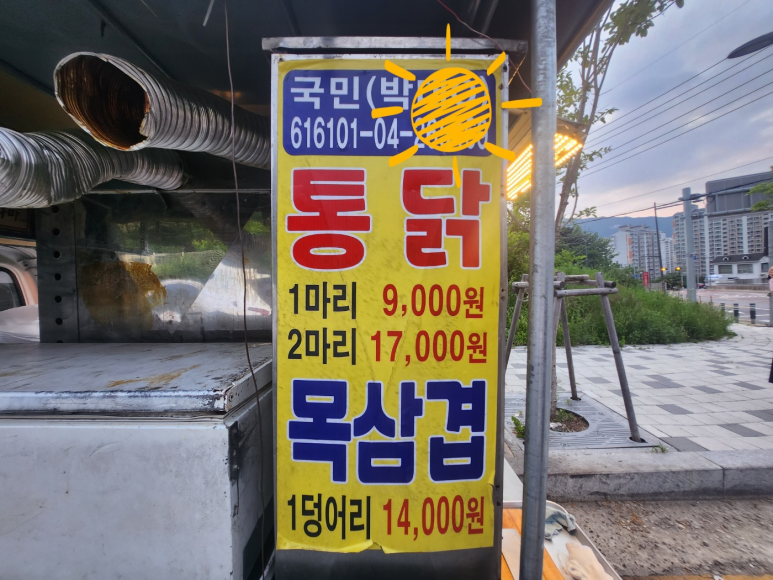 국민(박
616101-04-
통닭
1마리 9,000원
2마리 17,000원
목삼겹
1덩어리 14,000원